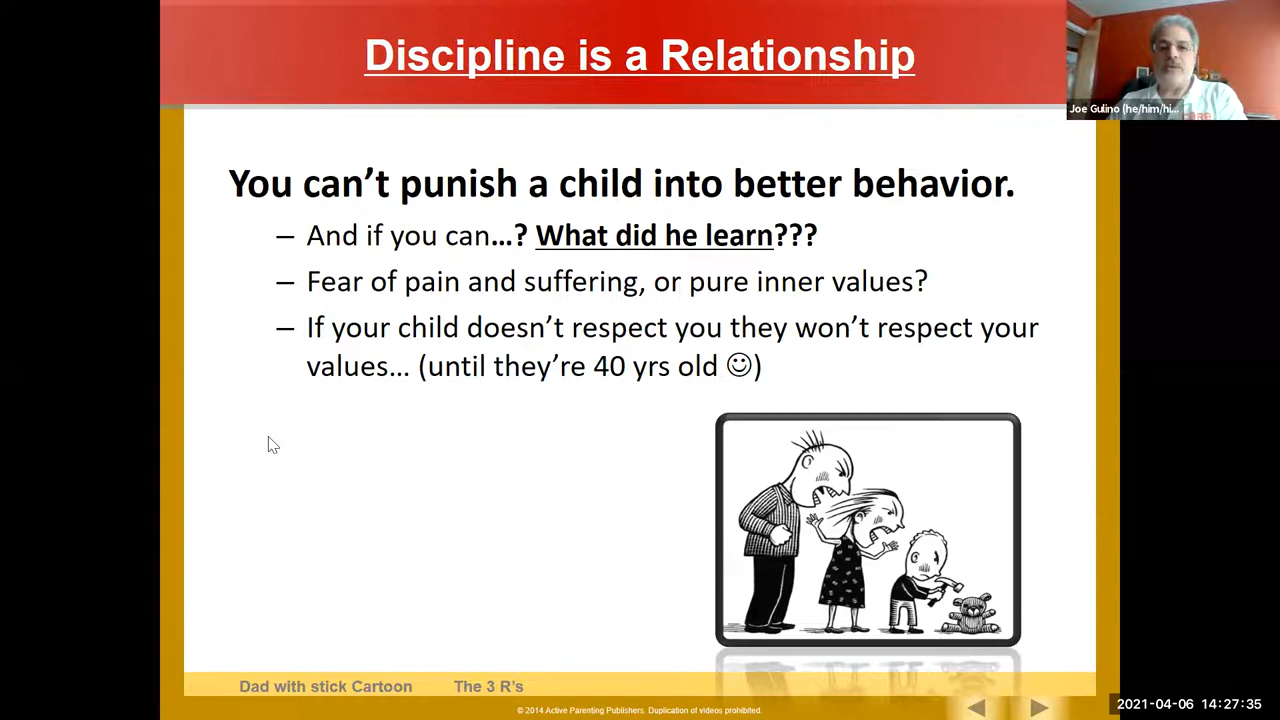 Discipline is a Relationship
Joe Gulino (he/him/hi...
You can’t punish a child into better behavior.
– And if you can…? What did he learn???
– Fear of pain and suffering, or pure inner values?
– If your child doesn’t respect you they won’t respect your
values… (until they’re 40 yrs old ☺)
Dad with stick Cartoon The 3 R’s
© 2014 Active Parenting Publishers. Duplication of videos prohibited.
2021-04-06 14:27:35